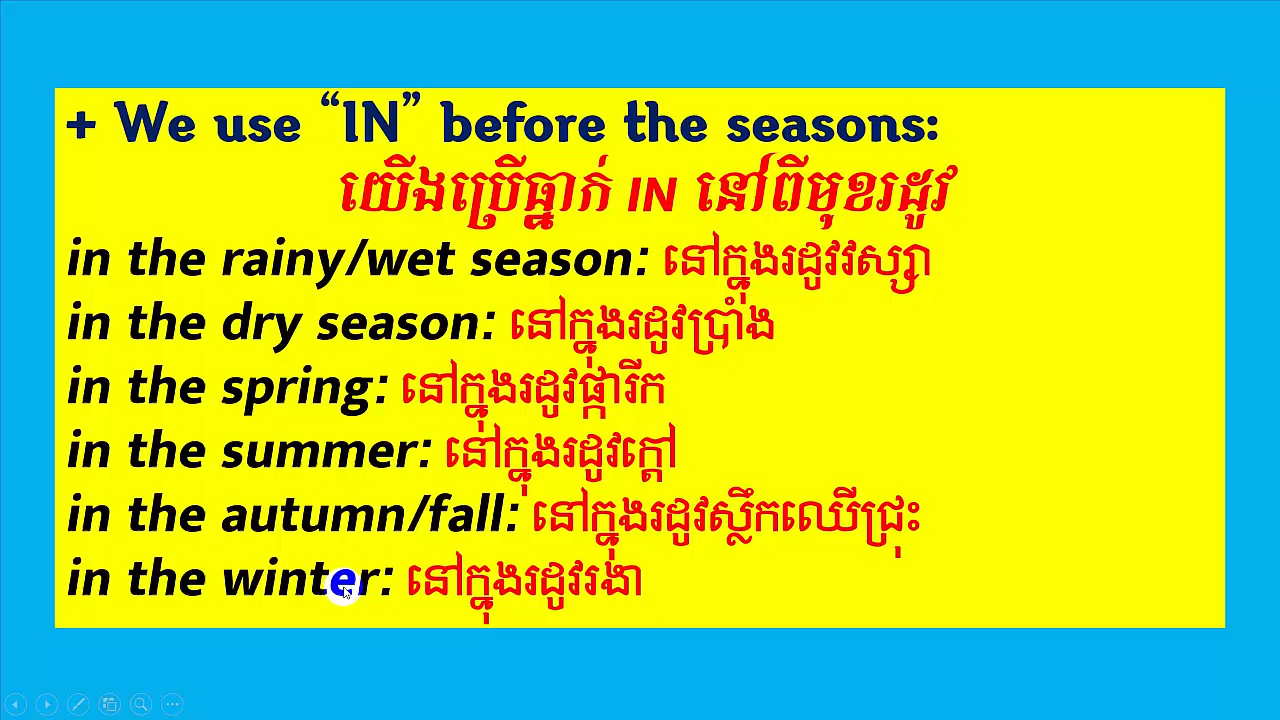 + We use “IN” before the seasons:
យើងប្រើធ្នាក់ IN នៅពីមុខរដូវ
in the rainy/wet season: នៅក្នុងរដូវវស្សា
in the dry season: នៅក្នុងរដូវប្រាំង
in the spring: នៅក្នុងរដូវផ្ការីក
in the summer: នៅក្នុងរដូវក្តៅ
in the autumn/fall: នៅក្នុងរដូវស្លឹកឈើជ្រុះ
in the winter: នៅក្នុងរដូវរងា